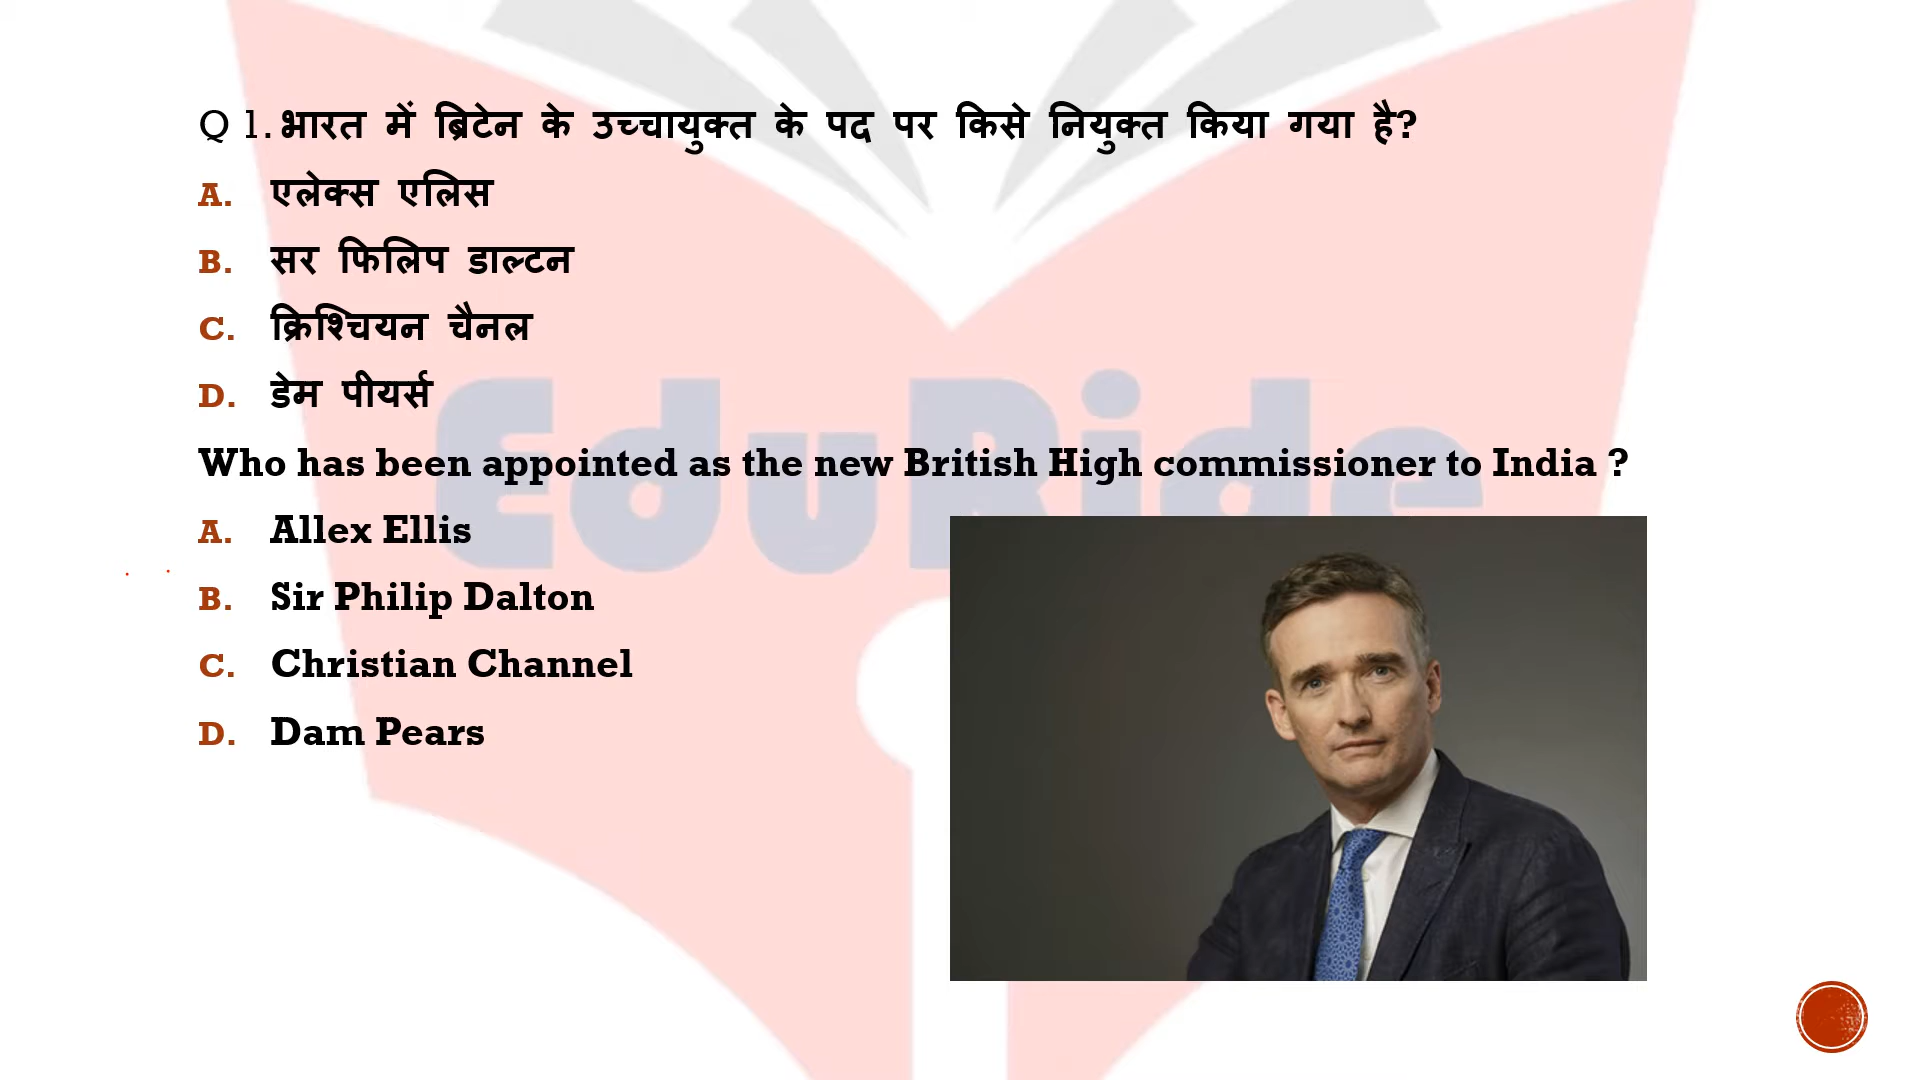 Q 1. भारत में ब्रिटेन के उच्चायुक्त के पद पर किसे नियुक्त किया गया है?
A. एलेक्स एलिस
B. सर फिलिप डाल्टन
C. क्रिश्चियन चैनल
D. डेम पीयर्स
EduRide
Who has been appointed as the new British High commissioner to India ?
A. Allex Ellis
B. Sir Philip Dalton
C. Christian Channel
D. Dam Pears